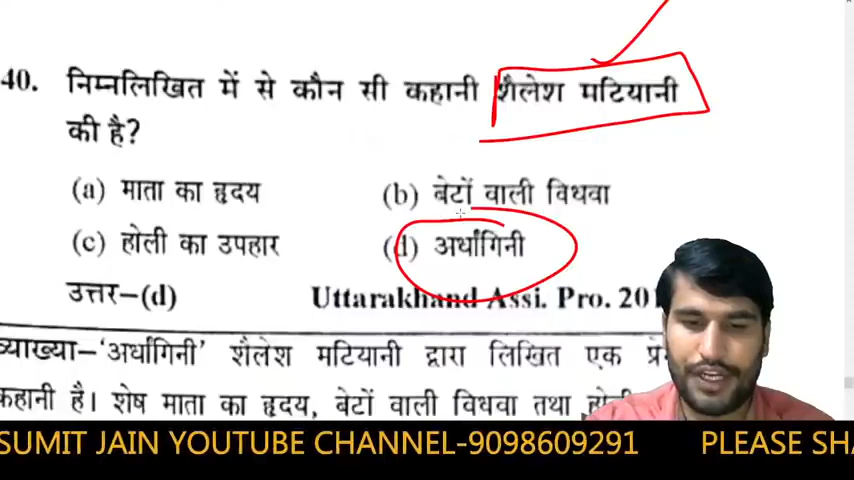 40. निम्नलिखित में से कौन सी कहानी शैलेश मटियानी
की है?
(a) माता का हृदय (b) बेटों वाली विधवा
(c) होली का उपहार (d) अर्धांगिनी
उत्तर–(d) Uttarakhand Assi. Pro. 201
व्याख्या–'अर्धांगिनी' शैलेश मटियानी द्वारा लिखित एक
कहानी है। शेष माता का हृदय, बेटों वाली विधवा तथा
SUMIT JAIN YOUTUBE CHANNEL-9098609291 PLEASE SHA